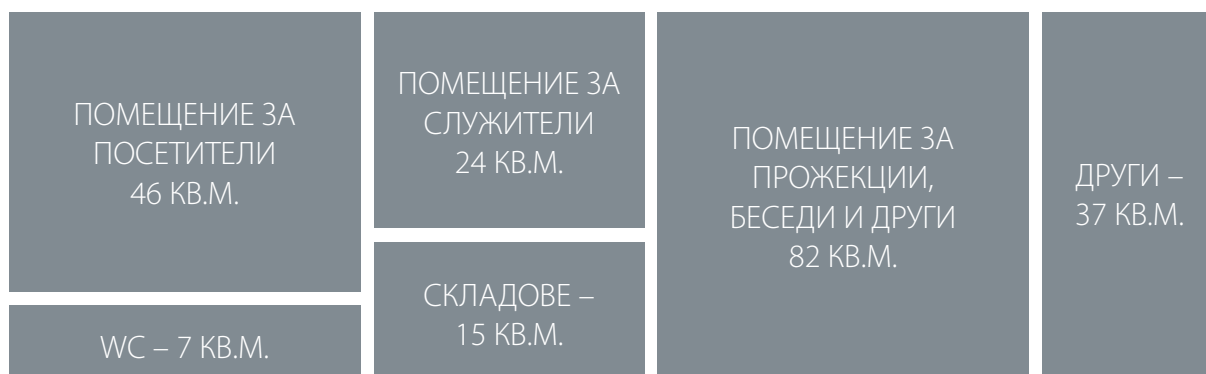 ПОМЕЩЕНИЕ ЗА
ПОСЕТИТЕЛИ
46 КВ.М.
WC – 7 КВ.М.
ПОМЕЩЕНИЕ ЗА
СЛУЖИТЕЛИ
24 КВ.М.
СКЛАДОВЕ –
15 КВ.М.
ПОМЕЩЕНИЕ ЗА
ПРОЖЕКЦИИ,
БЕСЕДИ И ДРУГИ
82 КВ.М.
ДРУГИ –
37 КВ.М.